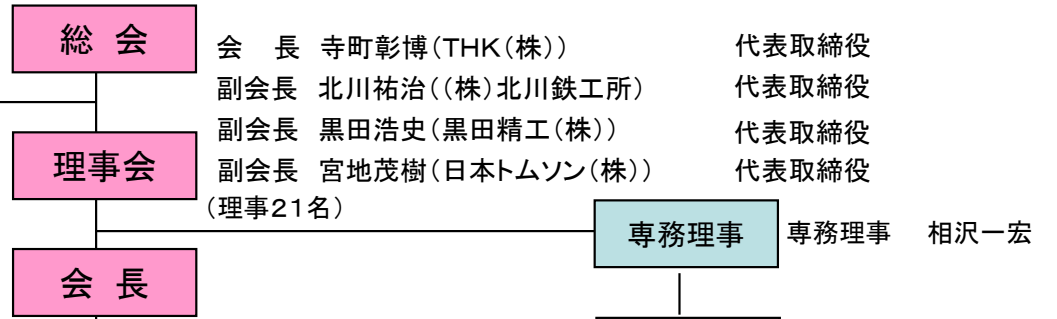 総 会
会 長 寺町彰博(THK(株)) 代表取締役
副会長 北川祐治((株)北川鉄工所) 代表取締役
副会長 黒田浩史(黒田精工(株)) 代表取締役
理事会
副会長 宮地茂樹(日本トムソン(株)) 代表取締役
(理事21名)
専務理事 専務理事 相沢一宏
会 長